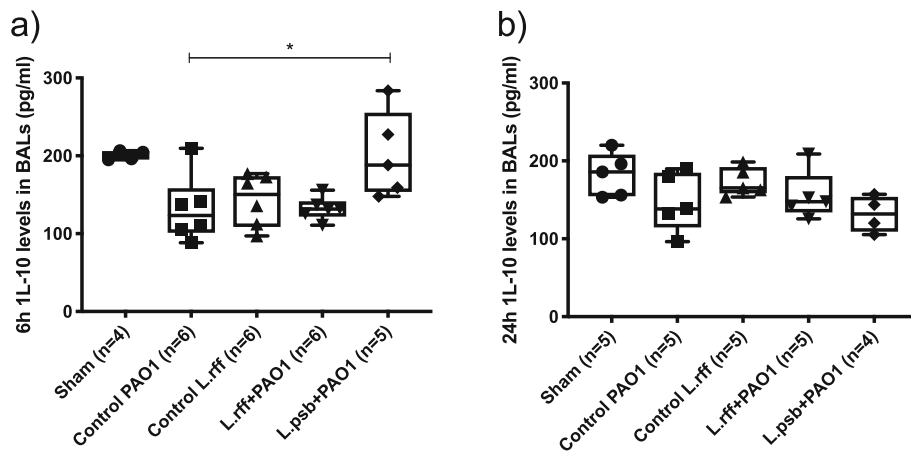 a)
*
6h 1L-10 levels in BALs (pg/ml)
300
200
100
0
Sham (n=4)
Control PAO1 (n=6)
Control L.rff (n=6)
L.rff+PAO1 (n=6)
L.psb+PAO1 (n=5)
b)
24h 1L-10 levels in BALs (pg/ml)
300
200
100
0
Sham (n=5)
Control PAO1 (n=5)
Control L.rff (n=5)
L.rff+PAO1 (n=5)
L.psb+PAO1 (n=4)